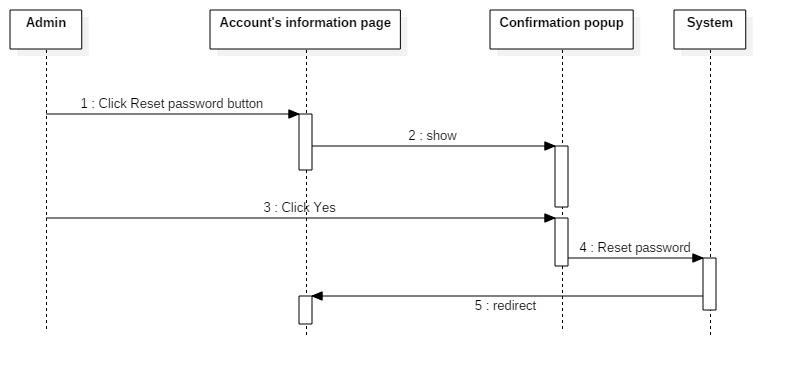 Admin
Account's information page
Confirmation popup
System
1 : Click Reset password button
2 : show
3 : Click Yes
4 : Reset password
5 : redirect